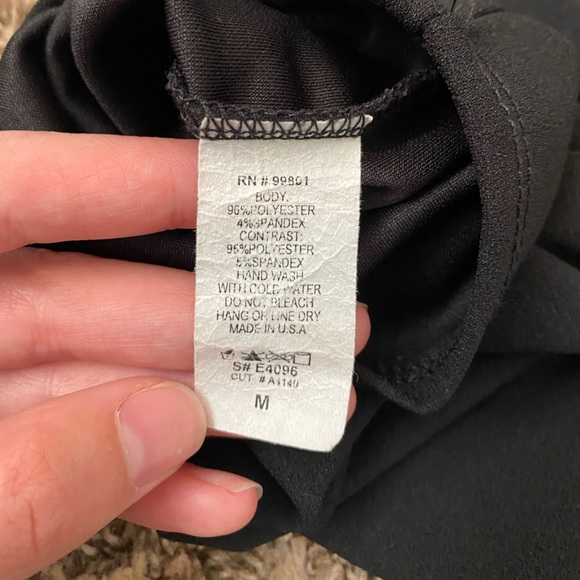 RN # 99801
BODY:
96%POLYESTER
4%SPANDEX
CONTRAST:
95%POLYESTER
5%SPANDEX
HAND WASH
WITH COLD WATER
DO NOT BLEACH
HANG OR LINE DRY
MADE IN U.S.A
S# E4096
CUT # A1149
M